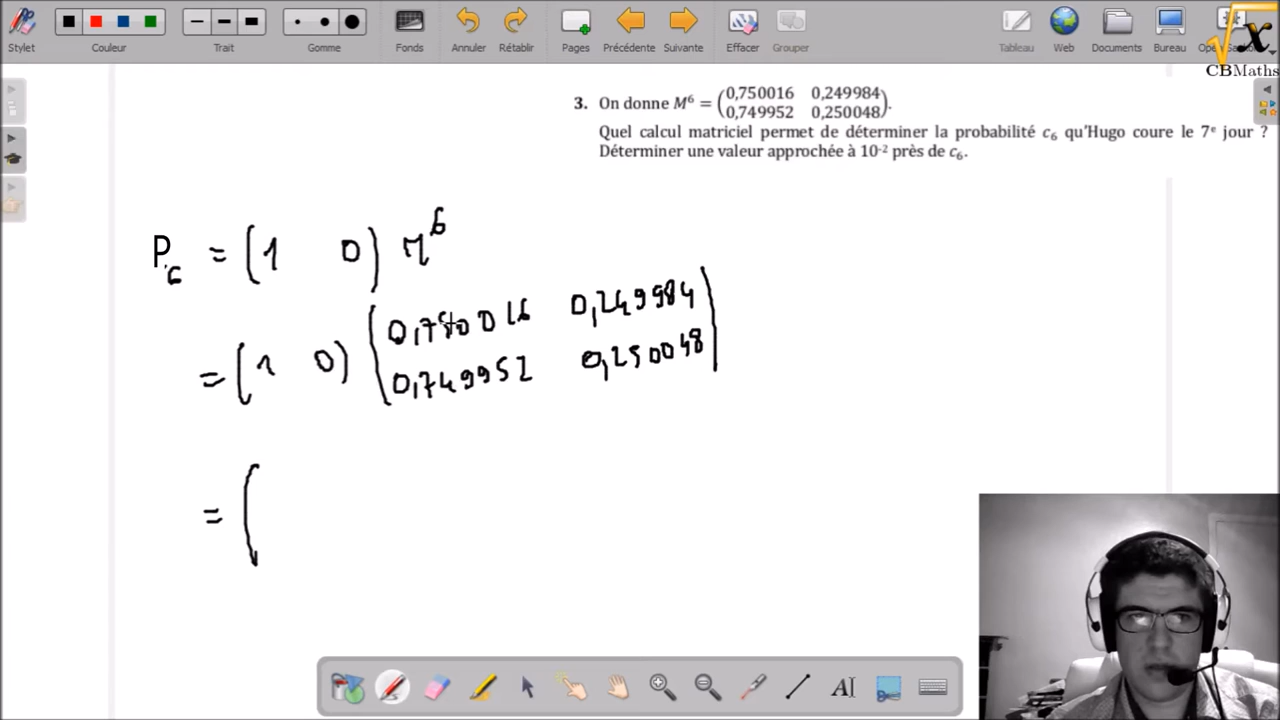 Stylet Couleur Trait Gomme Fonds Annuler Rétablir Pages Précédente Suivante Effacer Grouper Tableau Web Documents Bureau
CBMaths
3. On donne M⁶ = (0,750016 0,249984
0,749952 0,250048).
Quel calcul matriciel permet de déterminer la probabilité c₆ qu'Hugo coure le 7ᵉ jour ?
Déterminer une valeur approchée à 10⁻² près de c₆.
P₆ = (1 0) M⁶
= (1 0) (0,750016 0,249984
0,749952 0,250048)
= (